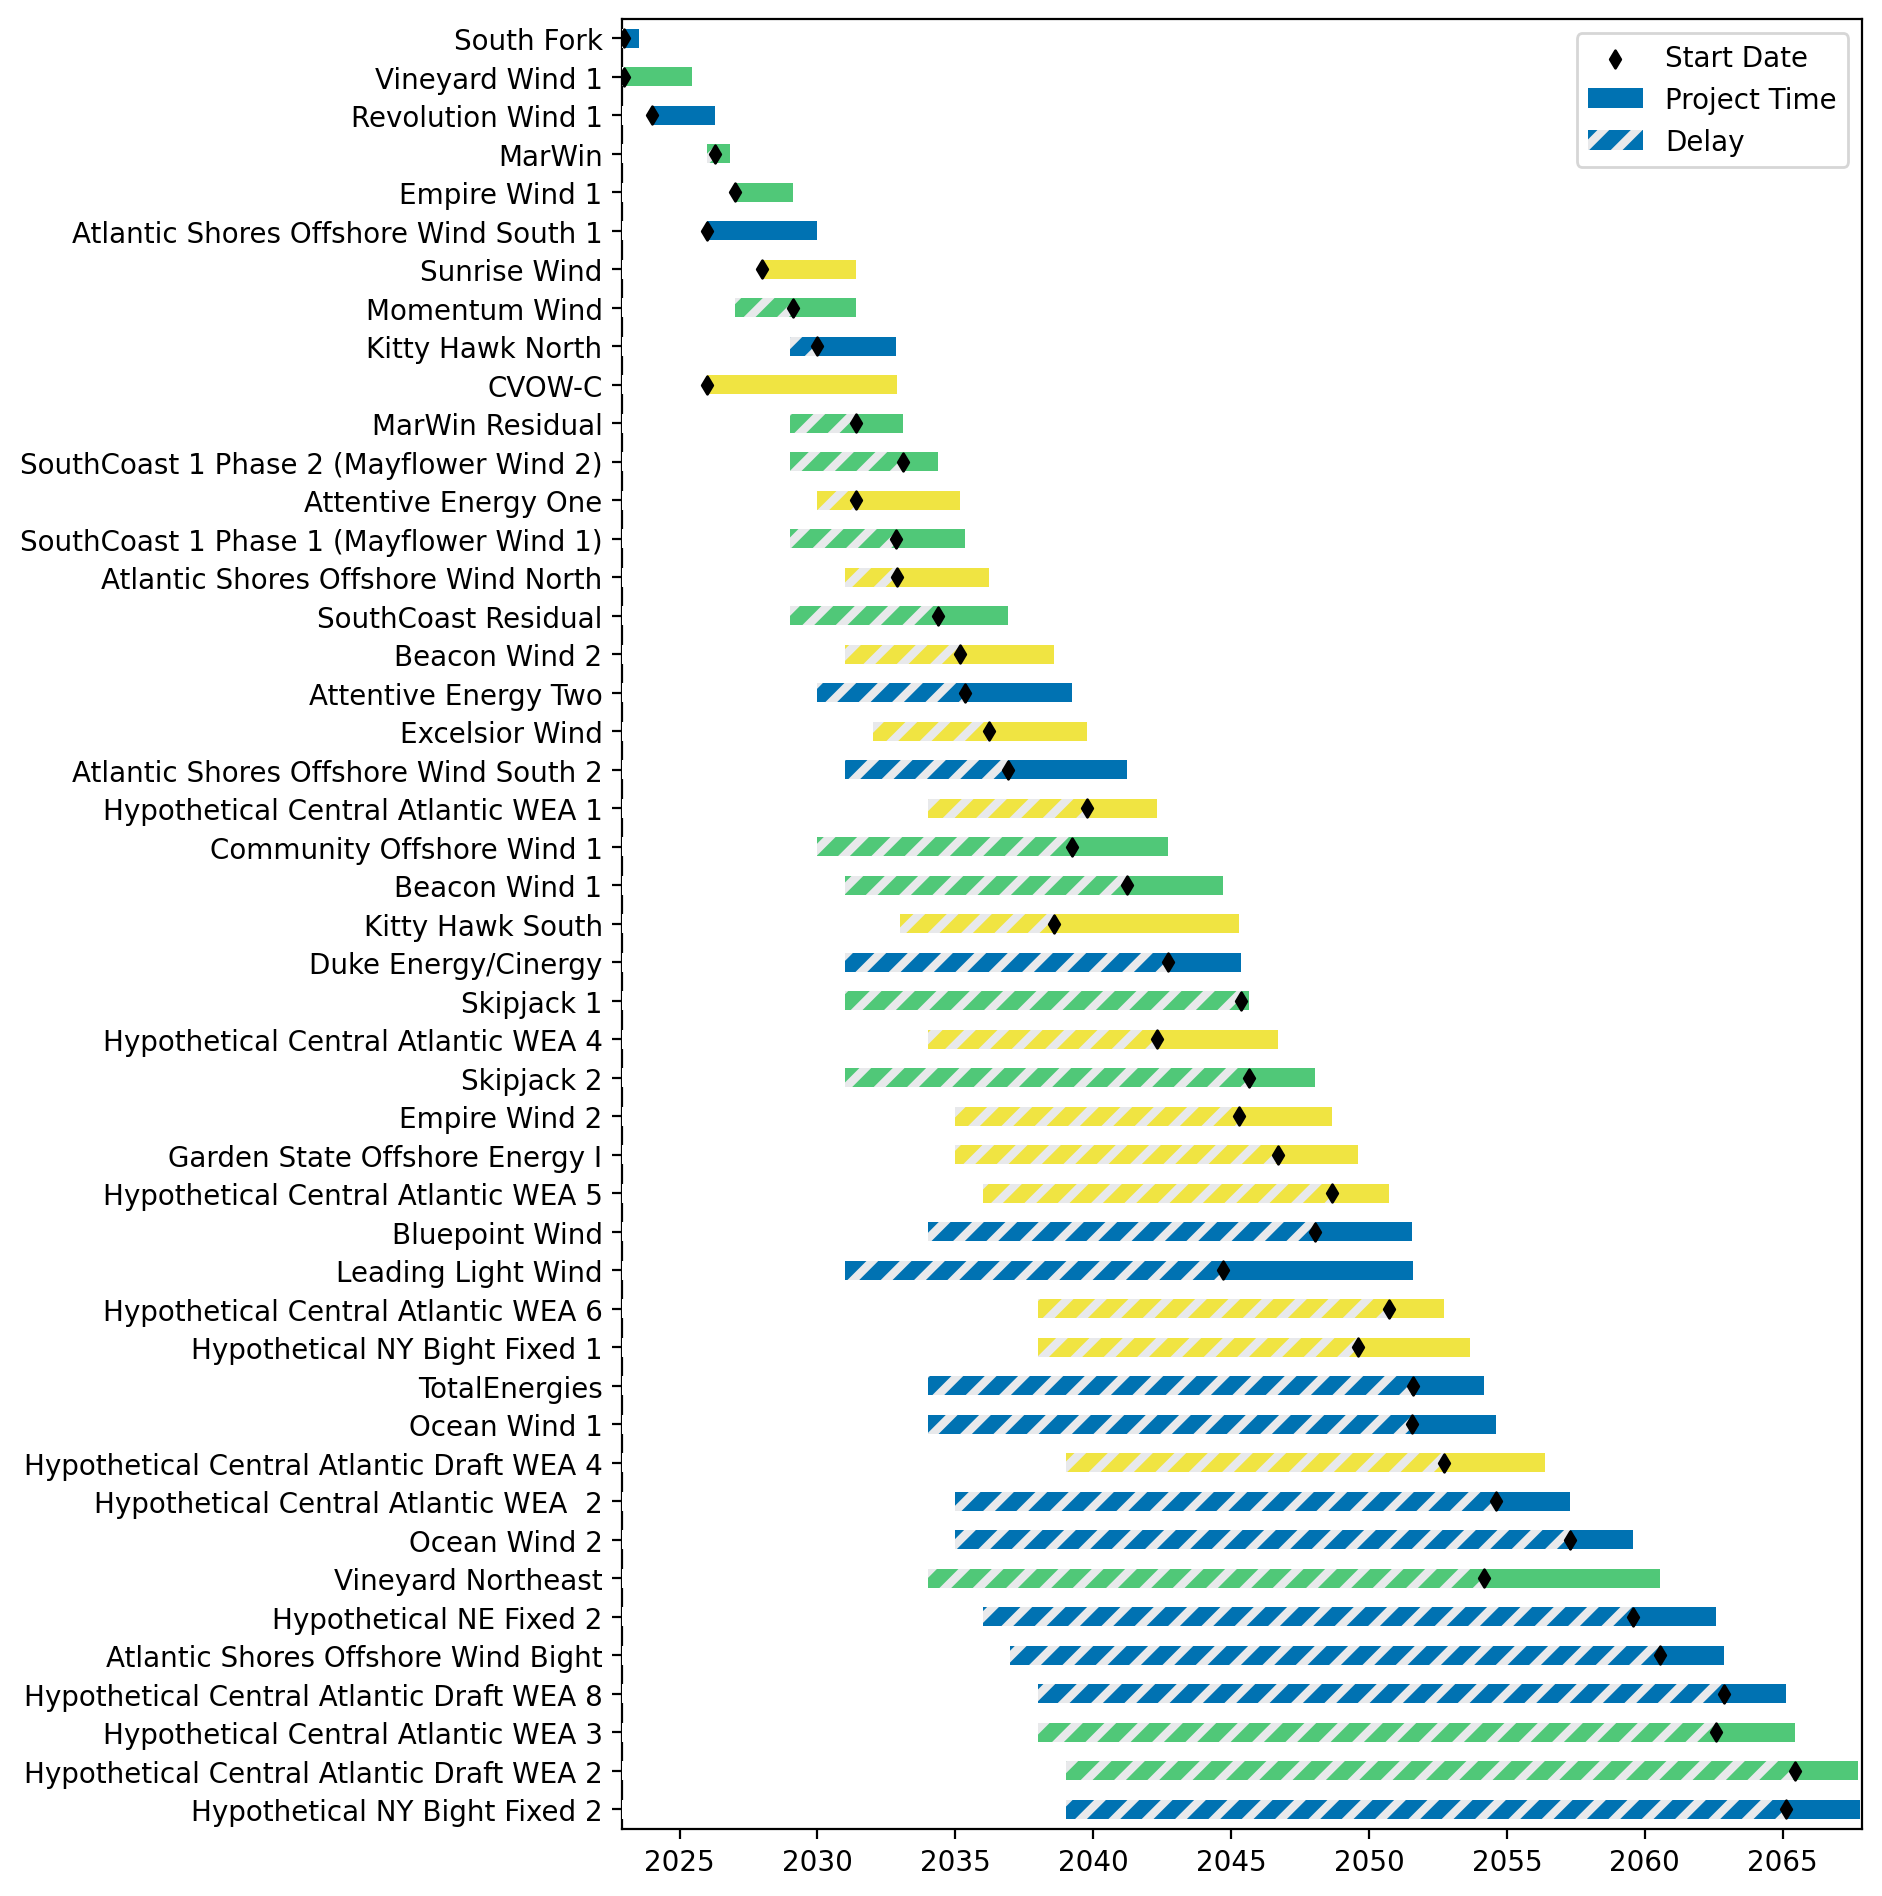 South Fork
Vineyard Wind 1
Revolution Wind 1
MarWin
Empire Wind 1
Atlantic Shores Offshore Wind South 1
Sunrise Wind
Momentum Wind
Kitty Hawk North
CVOW-C
MarWin Residual
SouthCoast 1 Phase 2 (Mayflower Wind 2)
Attentive Energy One
SouthCoast 1 Phase 1 (Mayflower Wind 1)
Atlantic Shores Offshore Wind North
SouthCoast Residual
Beacon Wind 2
Attentive Energy Two
Excelsior Wind
Atlantic Shores Offshore Wind South 2
Hypothetical Central Atlantic WEA 1
Community Offshore Wind 1
Beacon Wind 1
Kitty Hawk South
Duke Energy/Cinergy
Skipjack 1
Hypothetical Central Atlantic WEA 4
Skipjack 2
Empire Wind 2
Garden State Offshore Energy I
Hypothetical Central Atlantic WEA 5
Bluepoint Wind
Leading Light Wind
Hypothetical Central Atlantic WEA 6
Hypothetical NY Bight Fixed 1
TotalEnergies
Ocean Wind 1
Hypothetical Central Atlantic Draft WEA 4
Hypothetical Central Atlantic WEA  2
Ocean Wind 2
Vineyard Northeast
Hypothetical NE Fixed 2
Atlantic Shores Offshore Wind Bight
Hypothetical Central Atlantic Draft WEA 8
Hypothetical Central Atlantic WEA 3
Hypothetical Central Atlantic Draft WEA 2
Hypothetical NY Bight Fixed 2
Start Date
Project Time
Delay
2025 2030 2035 2040 2045 2050 2055 2060 2065